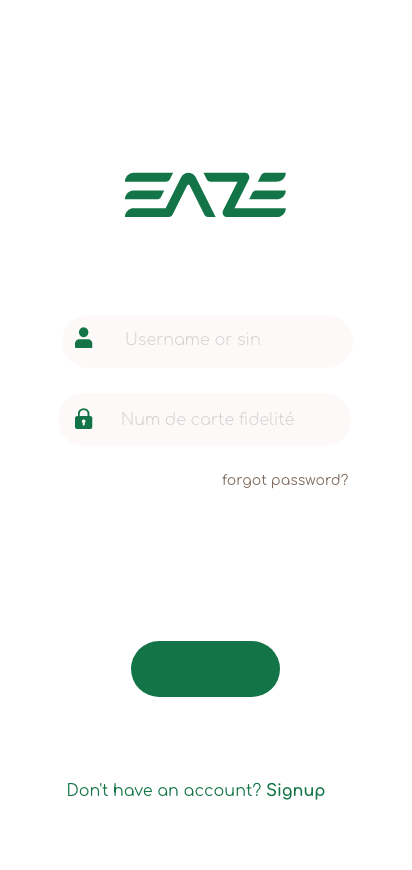 EAZE
Username or sin
Num de carte fidelité
forgot password?
Don't have an account? Signup